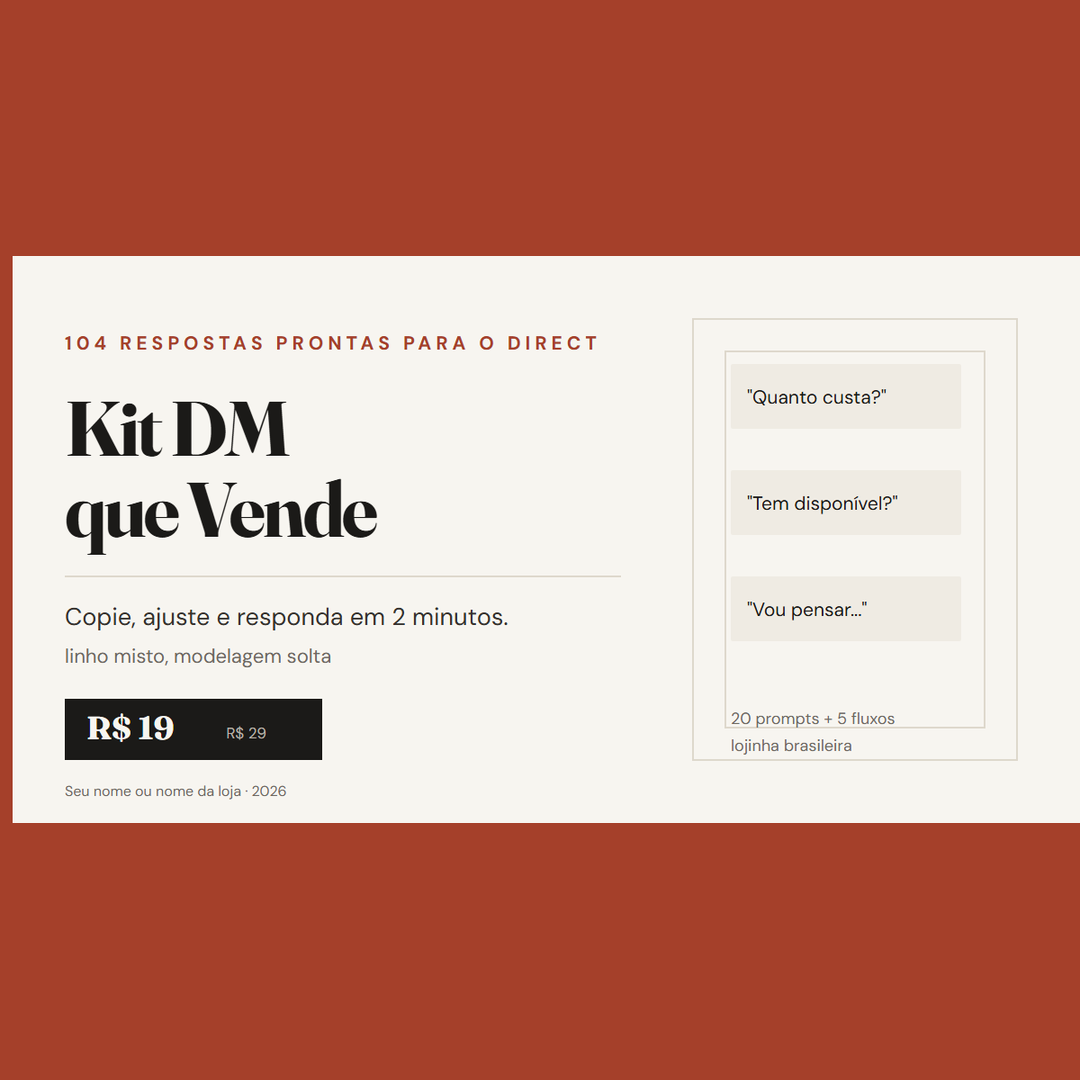 104 RESPOSTAS PRONTAS PARA O DIRECT
Kit DM
que Vende
Copie, ajuste e responda em 2 minutos.
linho misto, modelagem solta
R$ 19 R$ 29
Seu nome ou nome da loja · 2026
"Quanto custa?"
"Tem disponível?"
"Vou pensar..."
20 prompts + 5 fluxos
lojinha brasileira